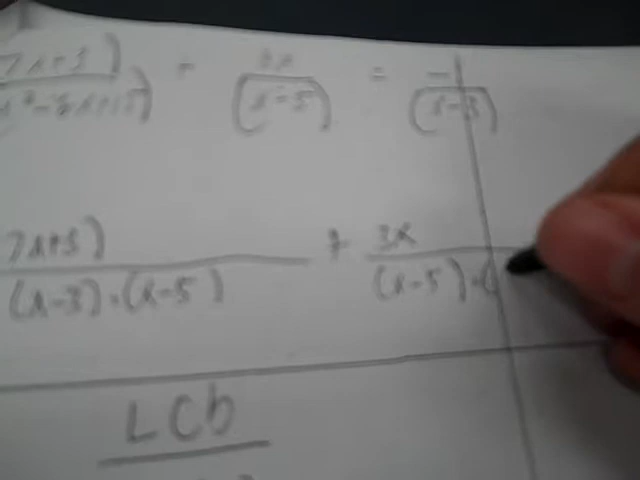 7x+3) + 3x = -
(x²-8x+15) (x-5) (x-3)
7x+3) + 3x
(x-3)·(x-5) (x-5)·(
LCD